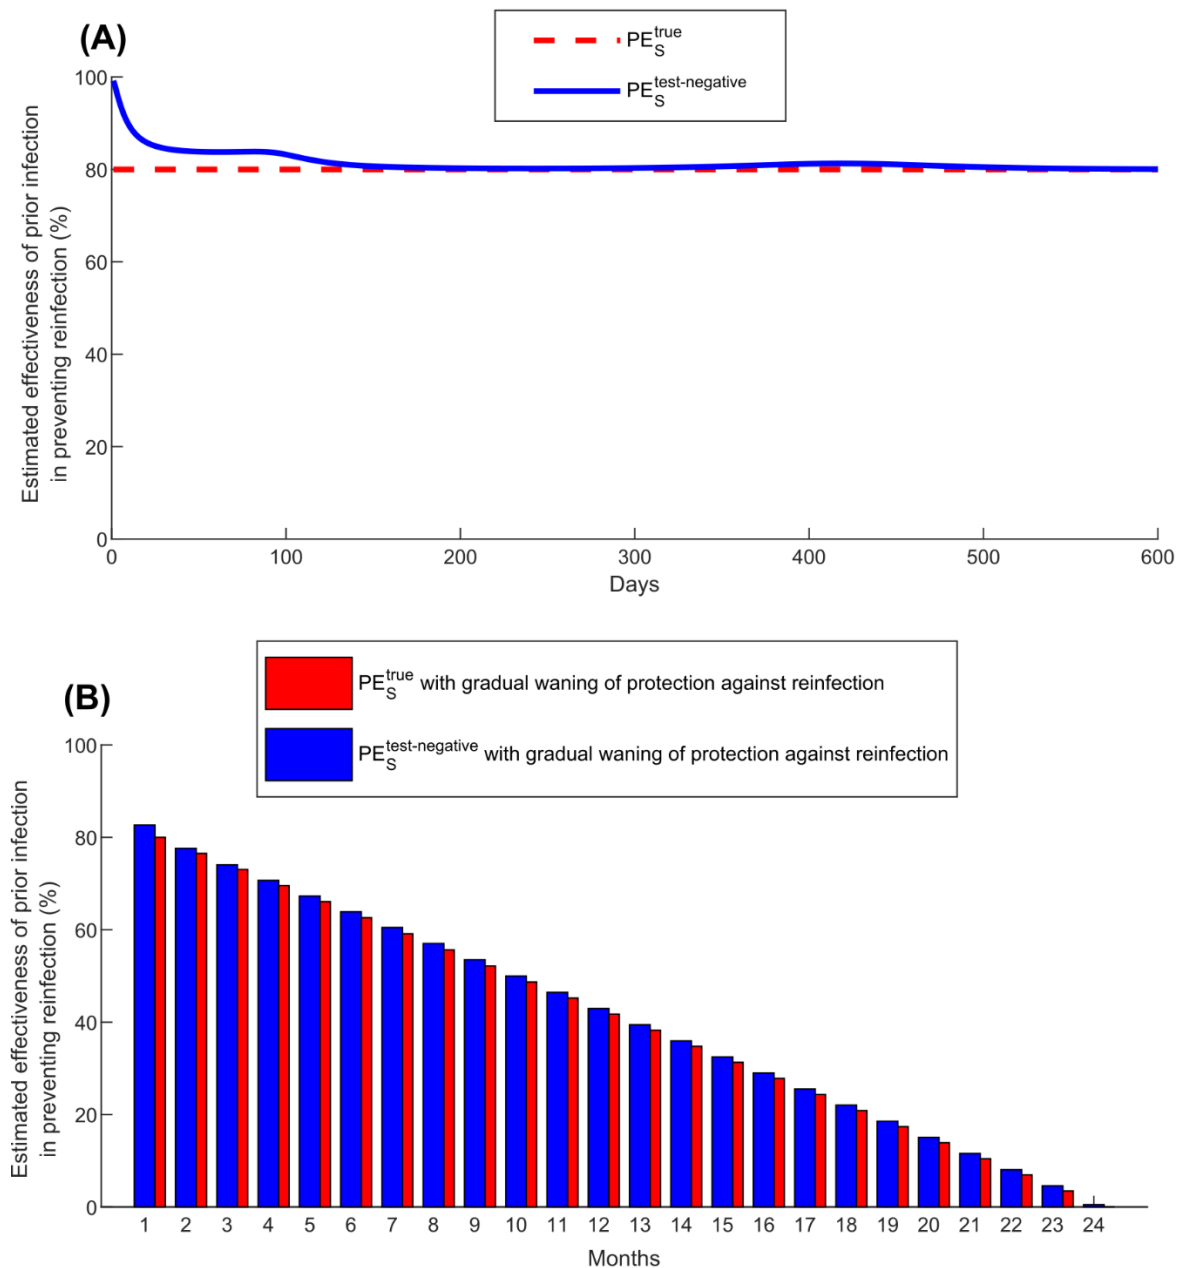 (A)
PE_S^true
PE_S^test-negative
100
80
60
40
20
0
Estimated effectiveness of prior infection
in preventing reinfection (%)
0 100 200 300 400 500 600
Days
PE_S^true with gradual waning of protection against reinfection
(B)
PE_S^test-negative with gradual waning of protection against reinfection
100
80
60
40
20
0
Estimated effectiveness of prior infection
in preventing reinfection (%)
1 2 3 4 5 6 7 8 9 10 11 12 13 14 15 16 17 18 19 20 21 22 23 24
Months